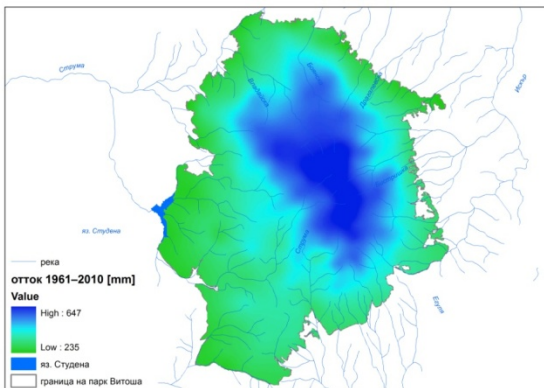 Струма
Искър
Струма
яз. Студена
Егуля
река
отток 1961–2010 [mm]
Value
High : 647
Low : 235
яз. Студена
граница на парк Витоша